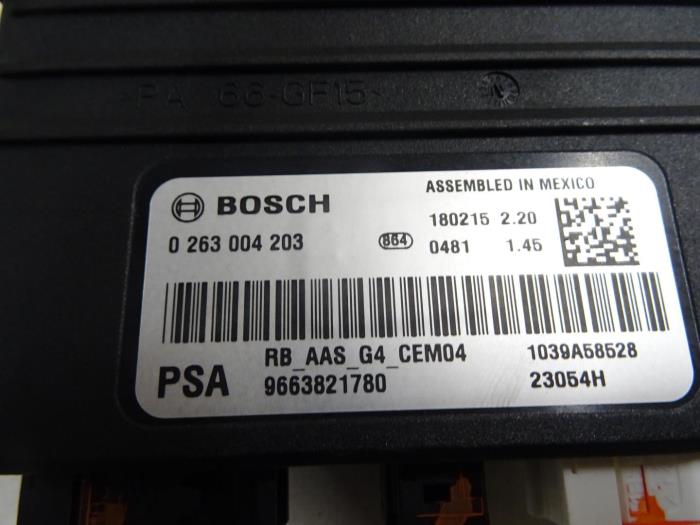 >PA 66-GF15<
BOSCH
ASSEMBLED IN MEXICO
0 263 004 203
864
180215 2.20
0481 1.45
RB_AAS_G4_CEM04
1039A58528
PSA
9663821780
23054H